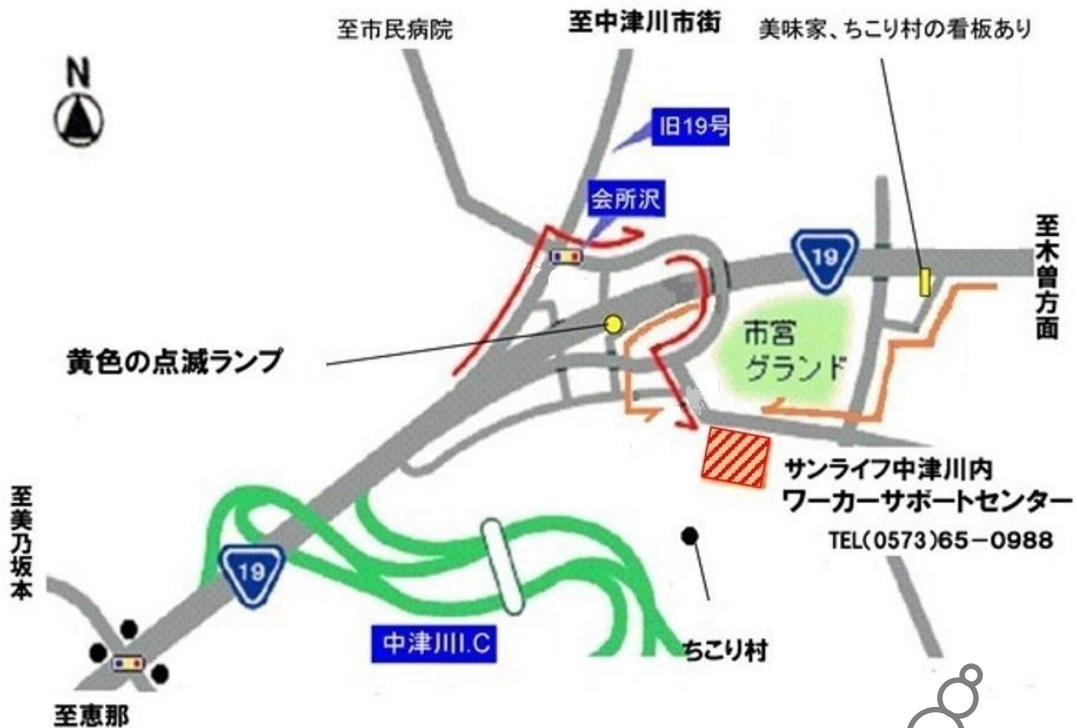 至市民病院
至中津川市街
美味家、ちこり村の看板あり
N
旧19号
会所沢
19
至木曽方面
市営
グランド
黄色の点滅ランプ
サンライフ中津川内
ワーカーサポートセンター
TEL(0573)65-0988
至美乃坂本
19
中津川I.C
ちこり村
至恵那